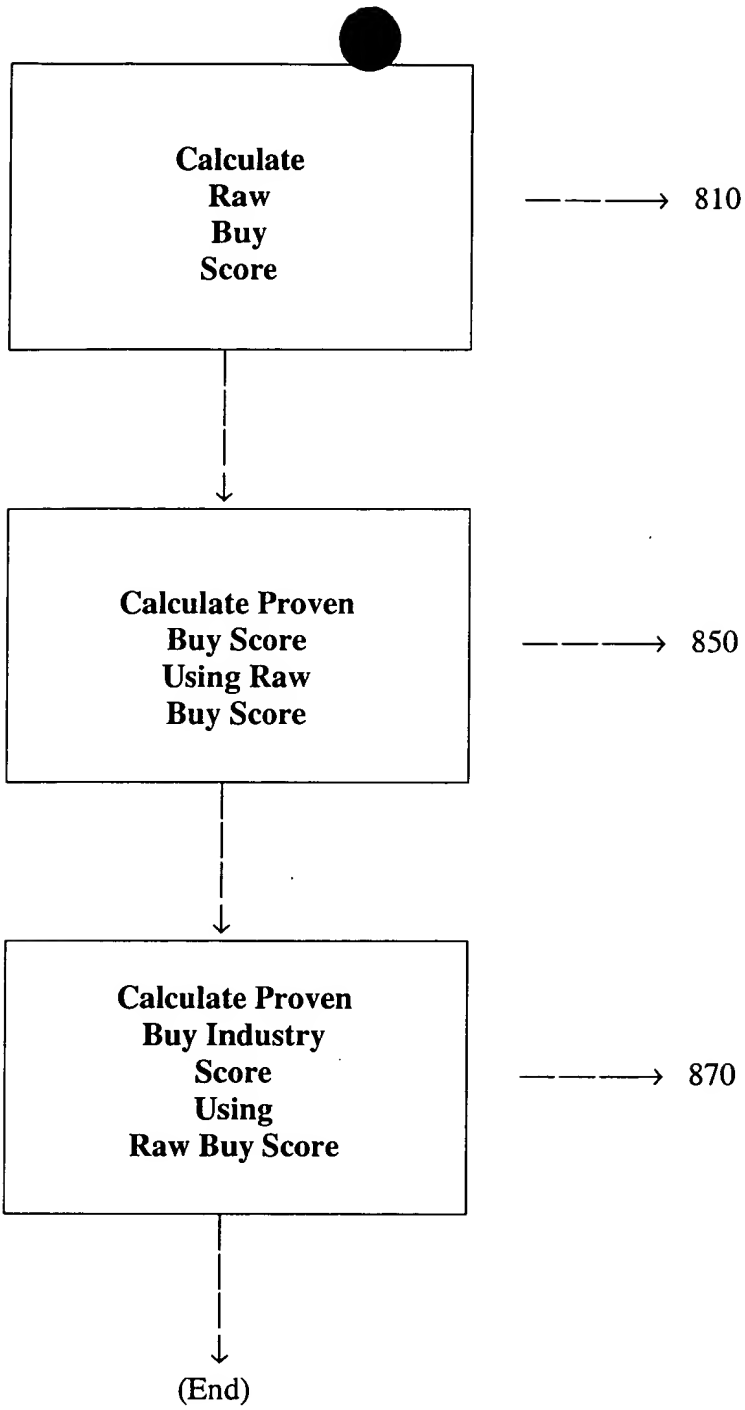 Calculate
Raw
Buy
Score
810
Calculate Proven
Buy Score
Using Raw
Buy Score
850
Calculate Proven
Buy Industry
Score
Using
Raw Buy Score
870
(End)